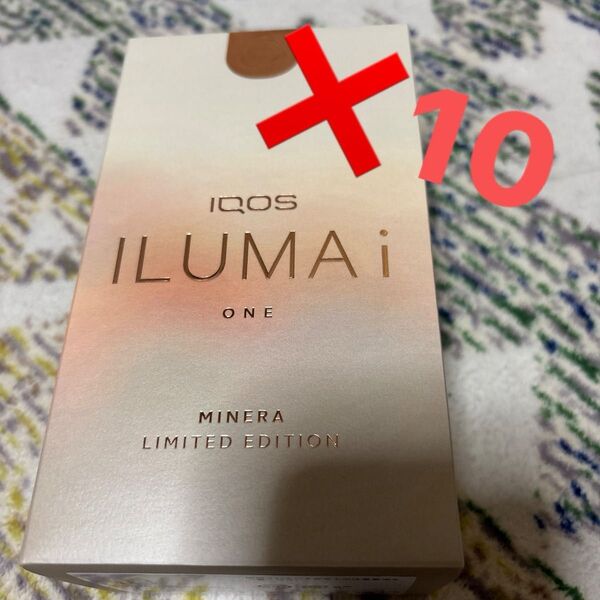 ×10
IQOS
ILUMA i
ONE
MINERA
LIMITED EDITION